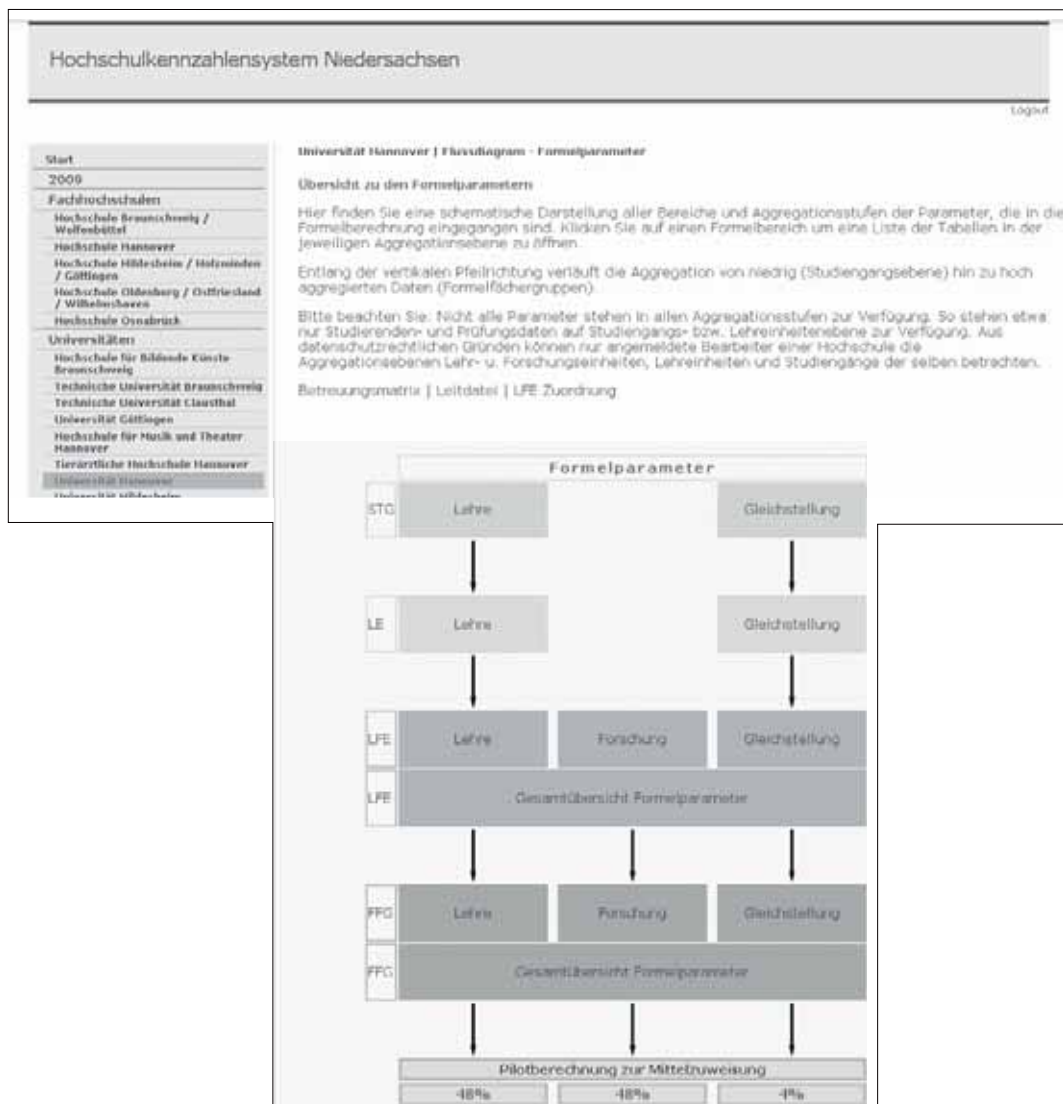 Hochschulkennzahlensystem Niedersachsen
Logout
Start
2009
Fachhochschulen
Hochschule Braunschweig /
Wolfenbüttel
Hochschule Hannover
Hochschule Hildesheim / Holzminden
/ Göttingen
Hochschule Oldenburg / Ostfriesland
/ Wilhelmshaven
Hochschule Osnabrück
Universitäten
Hochschule für Bildende Künste
Braunschweig
Technische Universität Braunschweig
Technische Universität Clausthal
Universität Göttingen
Hochschule für Musik und Theater
Hannover
Tierärztliche Hochschule Hannover
Universität Hannover
Universität Hildesheim
Universität Hannover | Flussdiagram - Formelparameter
Übersicht zu den Formelparametern
Hier finden Sie eine schematische Darstellung aller Bereiche und Aggregationsstufen der Parameter, die in die
Formelberechnung eingegangen sind. Klicken Sie auf einen Formelbereich um eine Liste der Tabellen in der
jeweiligen Aggregationsebene zu öffnen.
Entlang der vertikalen Pfeilrichtung verläuft die Aggregation von niedrig (Studiengangsebene) hin zu hoch
aggregierten Daten (Formelfächergruppen).
Bitte beachten Sie: Nicht alle Parameter stehen in allen Aggregationsstufen zur Verfügung. So stehen etwa
nur Studierenden- und Prüfungsdaten auf Studiengangs- bzw. Lehreinheitenebene zur Verfügung. Aus
datenschutzrechtlichen Gründen können nur angemeldete Bearbeiter einer Hochschule die
Aggregationsebenen Lehr- u. Forschungseinheiten, Lehreinheiten und Studiengänge der selben betrachten.
Betreuungsmatrix | Leitdatei | LFE Zuordnung
Formelparameter
STG Lehre Gleichstellung
LE Lehre Gleichstellung
LFE Lehre Forschung Gleichstellung
LFE Gesamtübersicht Formelparameter
FFG Lehre Forschung Gleichstellung
FFG Gesamtübersicht Formelparameter
Pilotberechnung zur Mittelzuweisung
48% 48% 4%